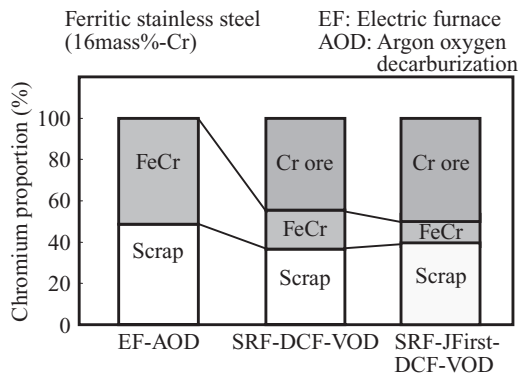 Ferritic stainless steel
(16mass%-Cr)
EF: Electric furnace
AOD: Argon oxygen
decarburization
Chromium proportion (%)
100
80
60
40
20
0
FeCr
Scrap
Cr ore
FeCr
Scrap
Cr ore
FeCr
Scrap
EF-AOD
SRF-DCF-VOD
SRF-JFirst-
DCF-VOD